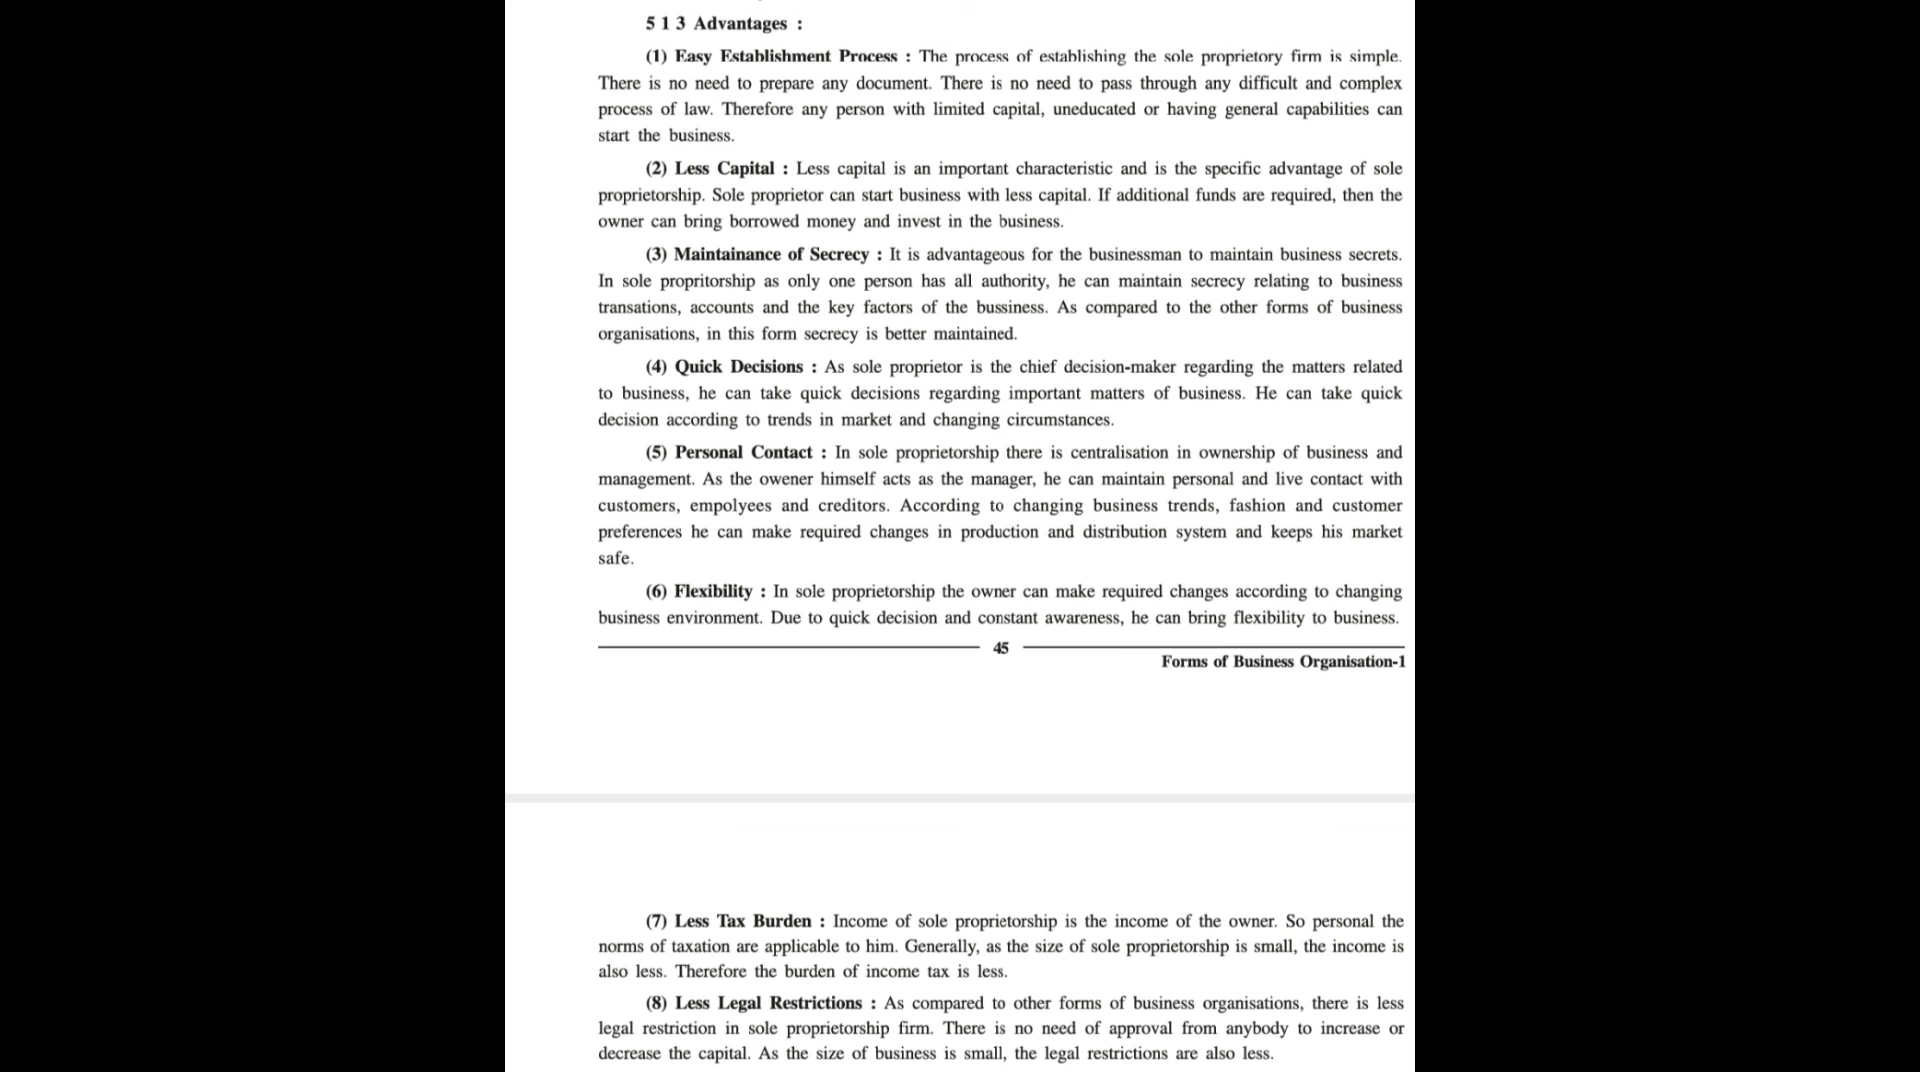 5 1 3 Advantages :
(1) Easy Establishment Process : The process of establishing the sole proprietory firm is simple.
There is no need to prepare any document. There is no need to pass through any difficult and complex
process of law. Therefore any person with limited capital, uneducated or having general capabilities can
start the business.
(2) Less Capital : Less capital is an important characteristic and is the specific advantage of sole
proprietorship. Sole proprietor can start business with less capital. If additional funds are required, then the
owner can bring borrowed money and invest in the business.
(3) Maintainance of Secrecy : It is advantageous for the businessman to maintain business secrets.
In sole propritorship as only one person has all authority, he can maintain secrecy relating to business
transations, accounts and the key factors of the bussiness. As compared to the other forms of business
organisations, in this form secrecy is better maintained.
(4) Quick Decisions : As sole proprietor is the chief decision-maker regarding the matters related
to business, he can take quick decisions regarding important matters of business. He can take quick
decision according to trends in market and changing circumstances.
(5) Personal Contact : In sole proprietorship there is centralisation in ownership of business and
management. As the owener himself acts as the manager, he can maintain personal and live contact with
customers, empolyees and creditors. According to changing business trends, fashion and customer
preferences he can make required changes in production and distribution system and keeps his market
safe.
(6) Flexibility : In sole proprietorship the owner can make required changes according to changing
business environment. Due to quick decision and constant awareness, he can bring flexibility to business.
45
Forms of Business Organisation-1
(7) Less Tax Burden : Income of sole proprietorship is the income of the owner. So personal the
norms of taxation are applicable to him. Generally, as the size of sole proprietorship is small, the income is
also less. Therefore the burden of income tax is less.
(8) Less Legal Restrictions : As compared to other forms of business organisations, there is less
legal restriction in sole proprietorship firm. There is no need of approval from anybody to increase or
decrease the capital. As the size of business is small, the legal restrictions are also less.